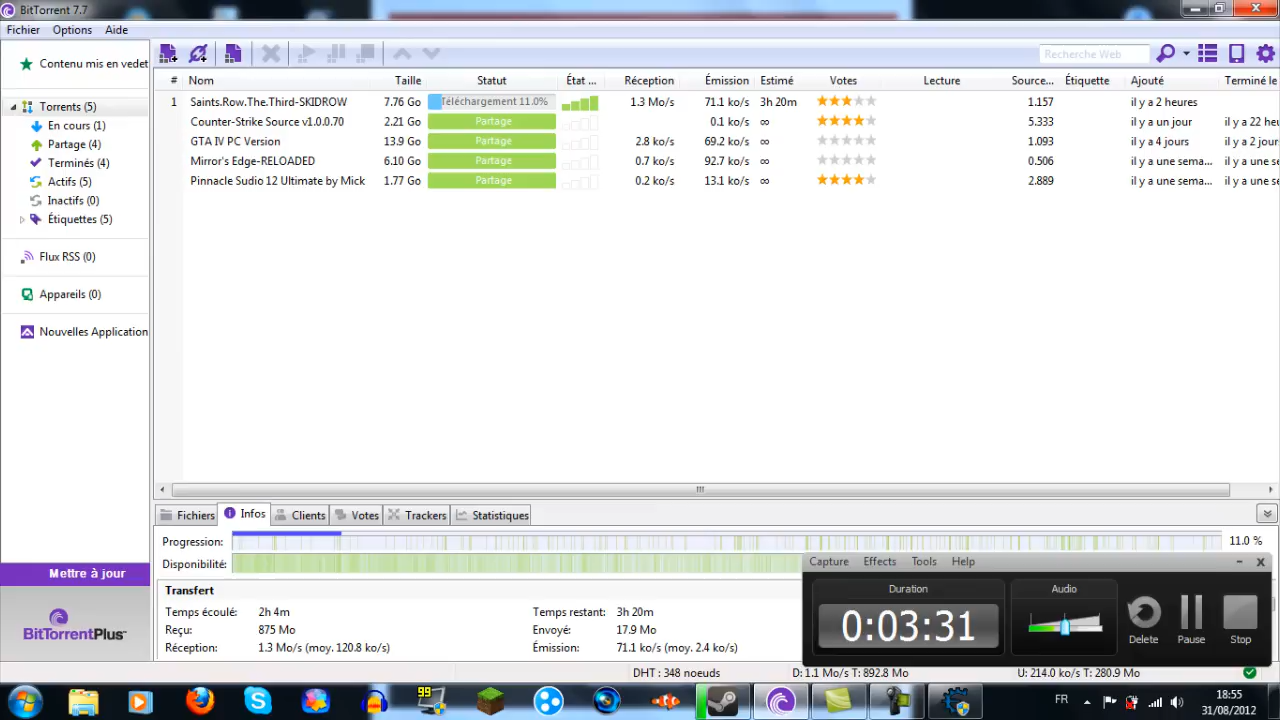 BitTorrent 7.7
Fichier Options Aide
Contenu mis en vedet
Recherche Web
# Nom Taille Statut État ... Réception Émission Estimé Votes Lecture Source... Étiquette Ajouté Terminé le
Torrents (5)
1 Saints.Row.The.Third-SKIDROW 7.76 Go Téléchargement 11.0% 1.3 Mo/s 71.1 ko/s 3h 20m 1.157 il y a 2 heures
En cours (1)
Counter-Strike Source v1.0.0.70 2.21 Go Partage 0.1 ko/s ∞ 5.333 il y a un jour il y a 22 heu
Partage (4)
GTA IV PC Version 13.9 Go Partage 2.8 ko/s 69.2 ko/s ∞ 1.093 il y a 4 jours il y a 2 jour
Terminés (4)
Mirror's Edge-RELOADED 6.10 Go Partage 0.7 ko/s 92.7 ko/s ∞ 0.506 il y a une sema... il y a une
Actifs (5)
Pinnacle Sudio 12 Ultimate by Mick 1.77 Go Partage 0.2 ko/s 13.1 ko/s ∞ 2.889 il y a une sema... il y a une
Inactifs (0)
Étiquettes (5)
Flux RSS (0)
Appareils (0)
Nouvelles Application
Fichiers Infos Clients Votes Trackers Statistiques
Progression: 11.0 %
Disponibilité:
Capture Effects Tools Help
Mettre à jour
Transfert
Duration Audio
Temps écoulé: 2h 4m Temps restant: 3h 20m
Reçu: 875 Mo Envoyé: 17.9 Mo
0:03:31
Delete Pause Stop
BitTorrentPlus
Réception: 1.3 Mo/s (moy. 120.8 ko/s) Émission: 71.1 ko/s (moy. 2.4 ko/s)
DHT: 348 noeuds D: 1.1 Mo/s T: 892.8 Mo U: 214.0 ko/s T: 280.9 Mo
99
FR
18:55
31/08/2012